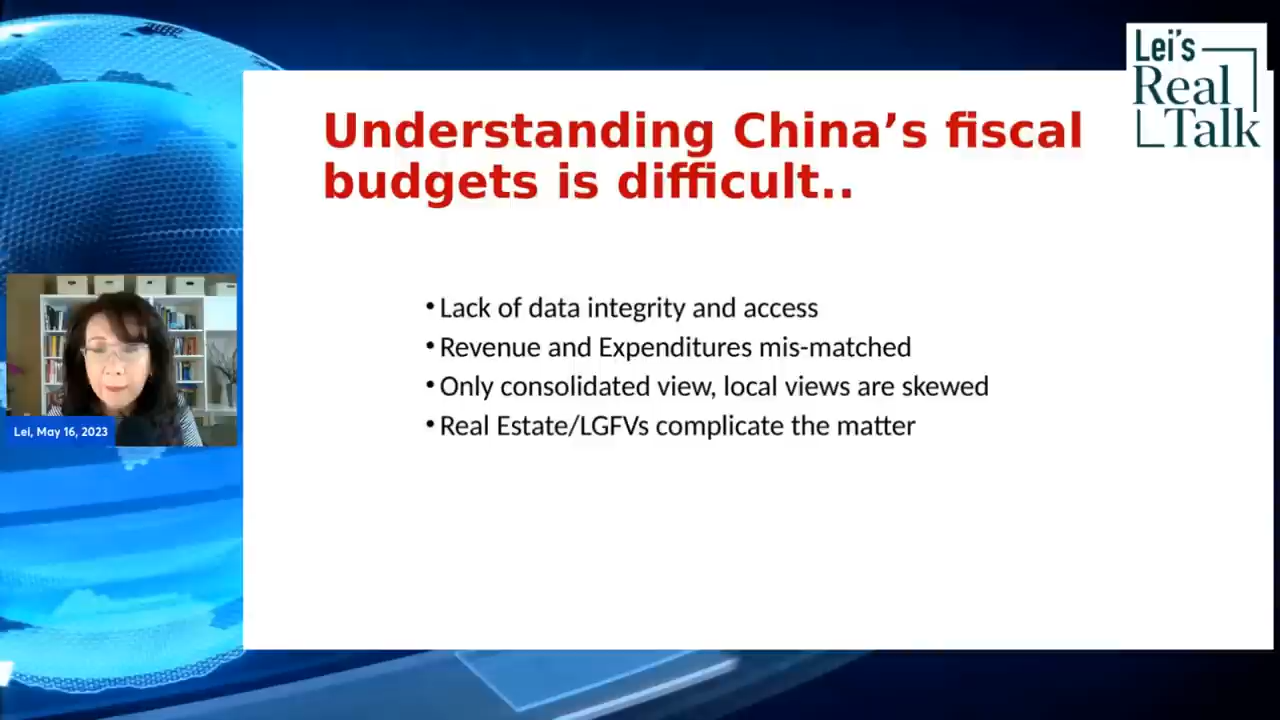 Lei's
Real
Talk
Understanding China’s fiscal
budgets is difficult..
•Lack of data integrity and access
•Revenue and Expenditures mis-matched
•Only consolidated view, local views are skewed
•Real Estate/LGFVs complicate the matter
Lei, May 16, 2023